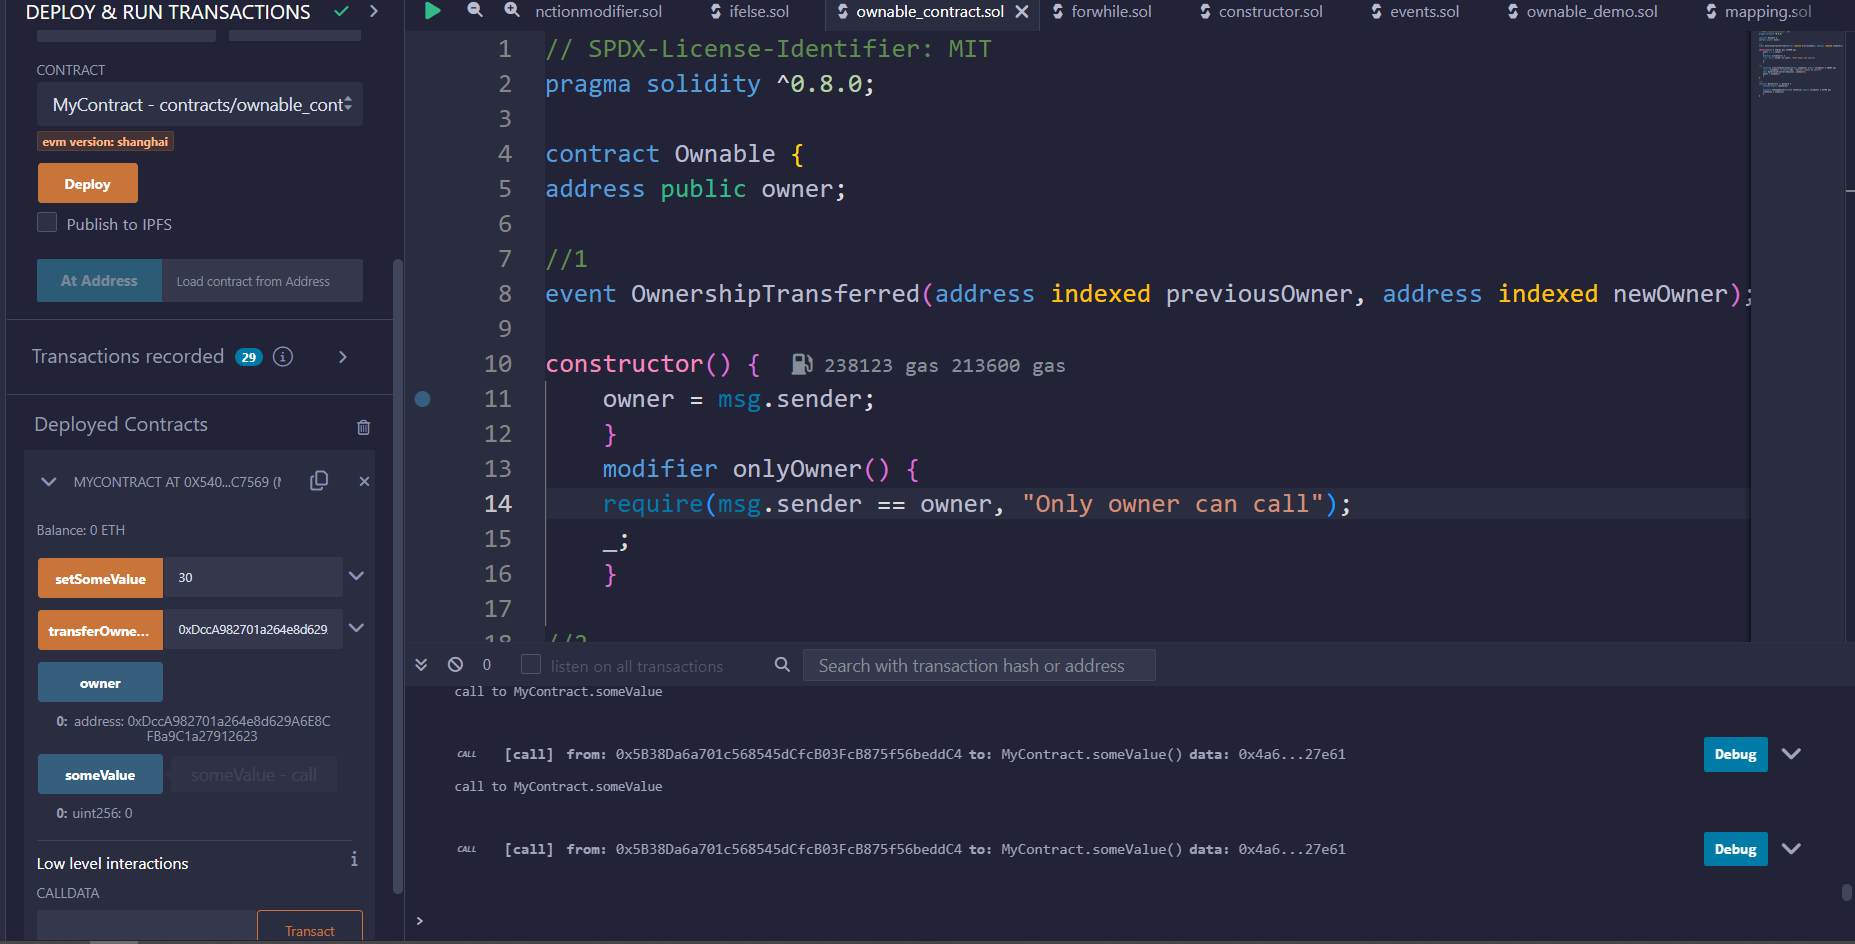 DEPLOY & RUN TRANSACTIONS
CONTRACT
MyContract - contracts/ownable_cont
evm version: shanghai
Deploy
Publish to IPFS
At Address
Load contract from Address
Transactions recorded 29
Deployed Contracts
MYCONTRACT AT 0X540...C7569 (
Balance: 0 ETH
setSomeValue
30
transferOwne...
0xDccA982701a264e8d629
owner
0: address: 0xDccA982701a264e8d629A6E8C
FBa9C1a27912623
someValue
someValue - call
0: uint256: 0
Low level interactions
CALLDATA
Transact
nctionmodifier.sol
ifelse.sol
ownable_contract.sol
forwhile.sol
constructor.sol
events.sol
ownable_demo.sol
mapping.sol
1 // SPDX-License-Identifier: MIT
2 pragma solidity ^0.8.0;
3
4 contract Ownable {
5 address public owner;
6
7 //1
8 event OwnershipTransferred(address indexed previousOwner, address indexed newOwner);
9
10 constructor() { 238123 gas 213600 gas
11 owner = msg.sender;
12 }
13 modifier onlyOwner() {
14 require(msg.sender == owner, "Only owner can call");
15 _;
16 }
17
18 //2
0
listen on all transactions
Search with transaction hash or address
call to MyContract.someValue
CALL [call] from: 0x5B38Da6a701c568545dCfcB03FcB875f56beddC4 to: MyContract.someValue() data: 0x4a6...27e61
Debug
call to MyContract.someValue
CALL [call] from: 0x5B38Da6a701c568545dCfcB03FcB875f56beddC4 to: MyContract.someValue() data: 0x4a6...27e61
Debug
>